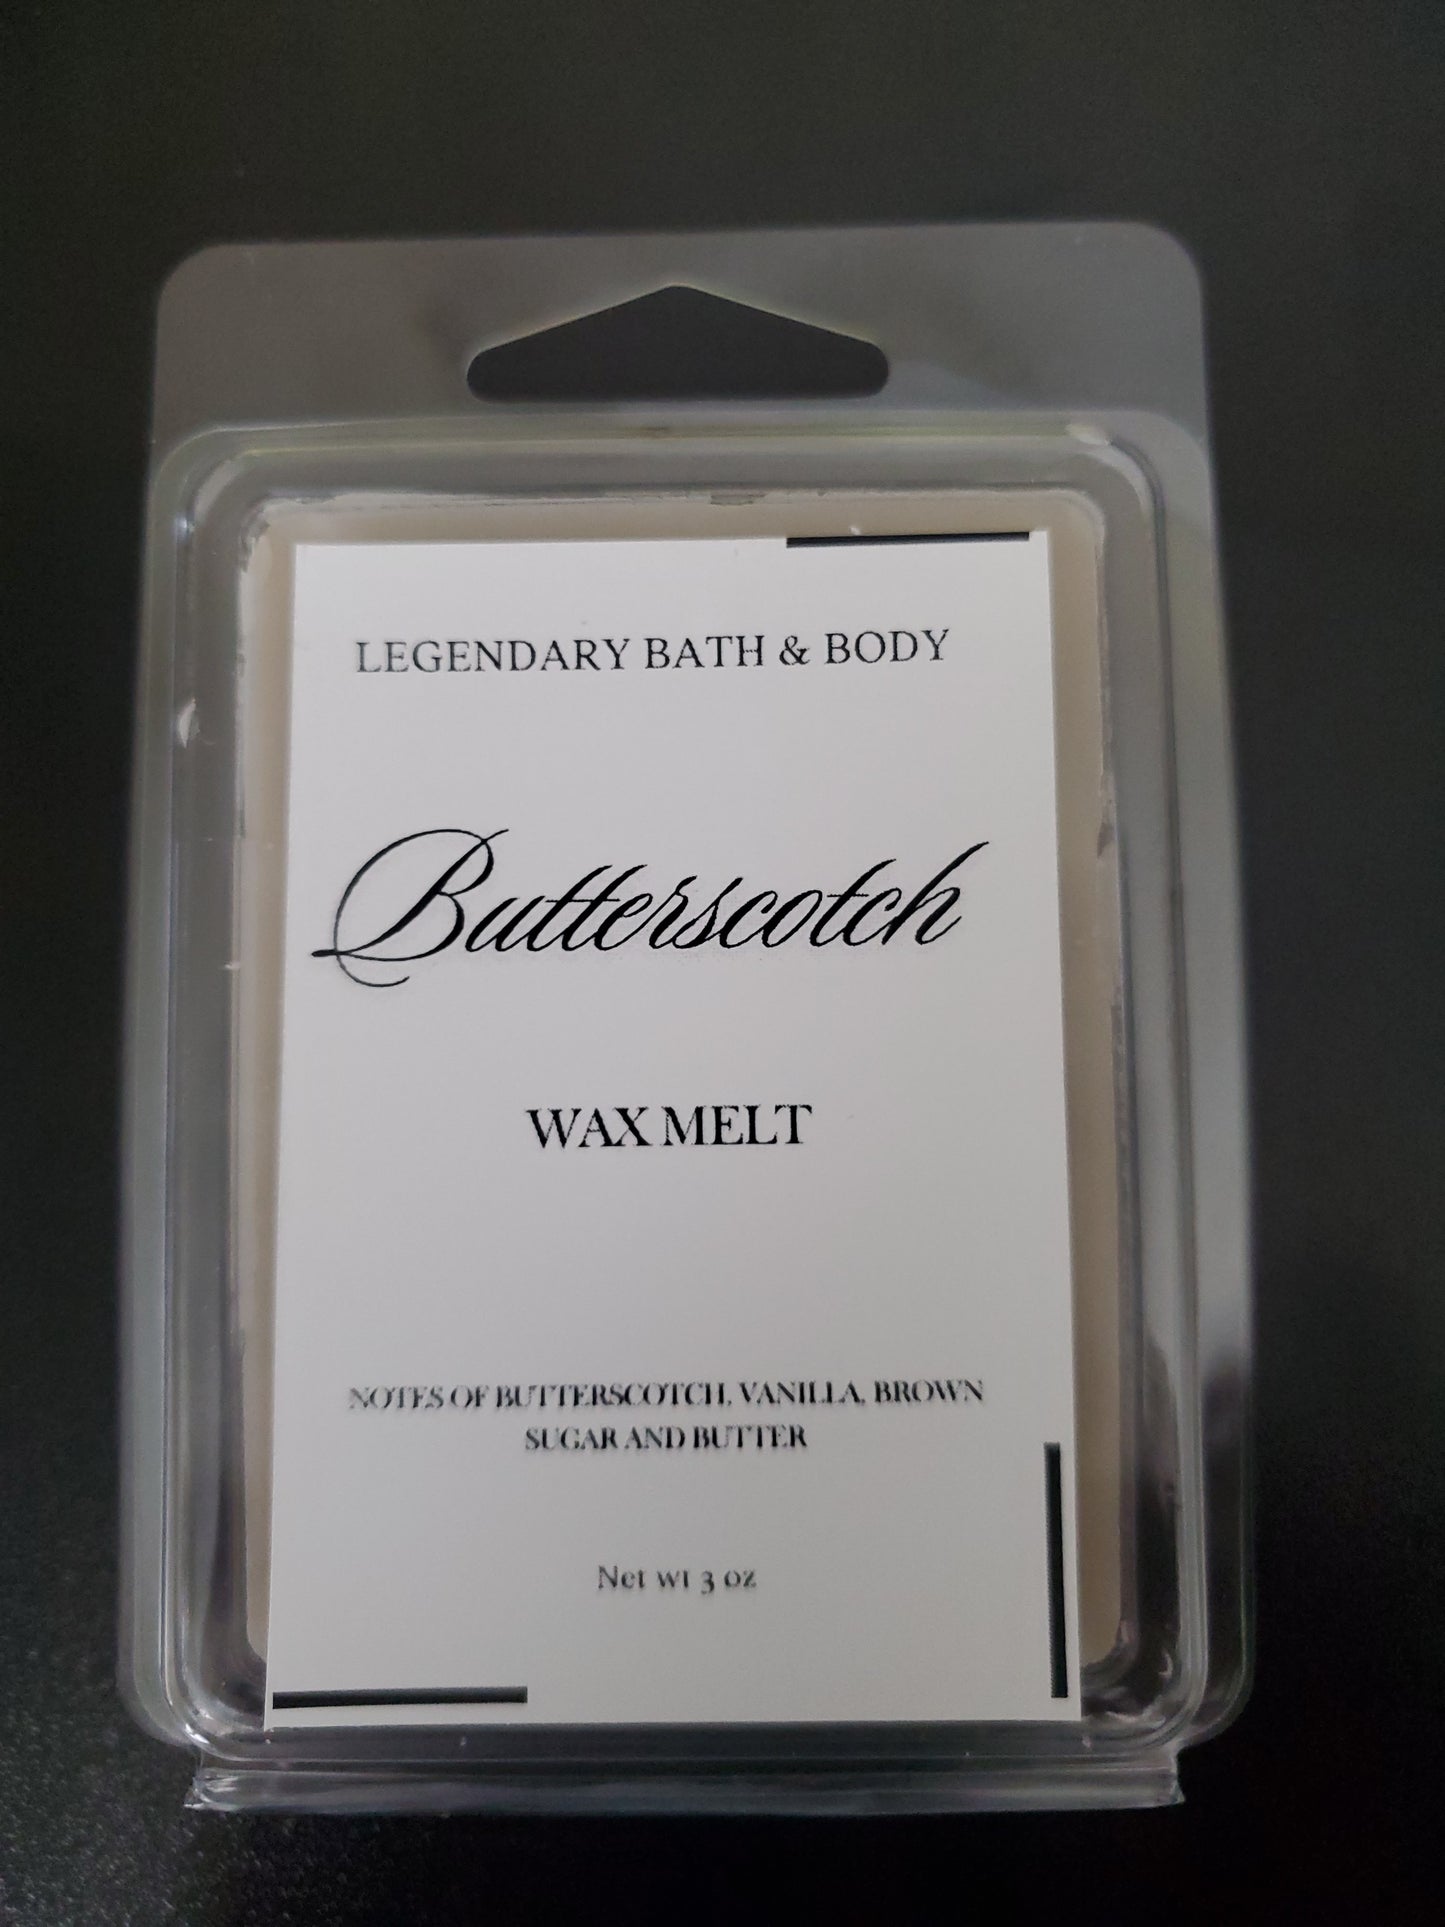 LEGENDARY BATH & BODY
Butterscotch
WAX MELT
NOTES OF BUTTERSCOTCH, VANILLA, BROWN
SUGAR AND BUTTER
Net wt 3 oz